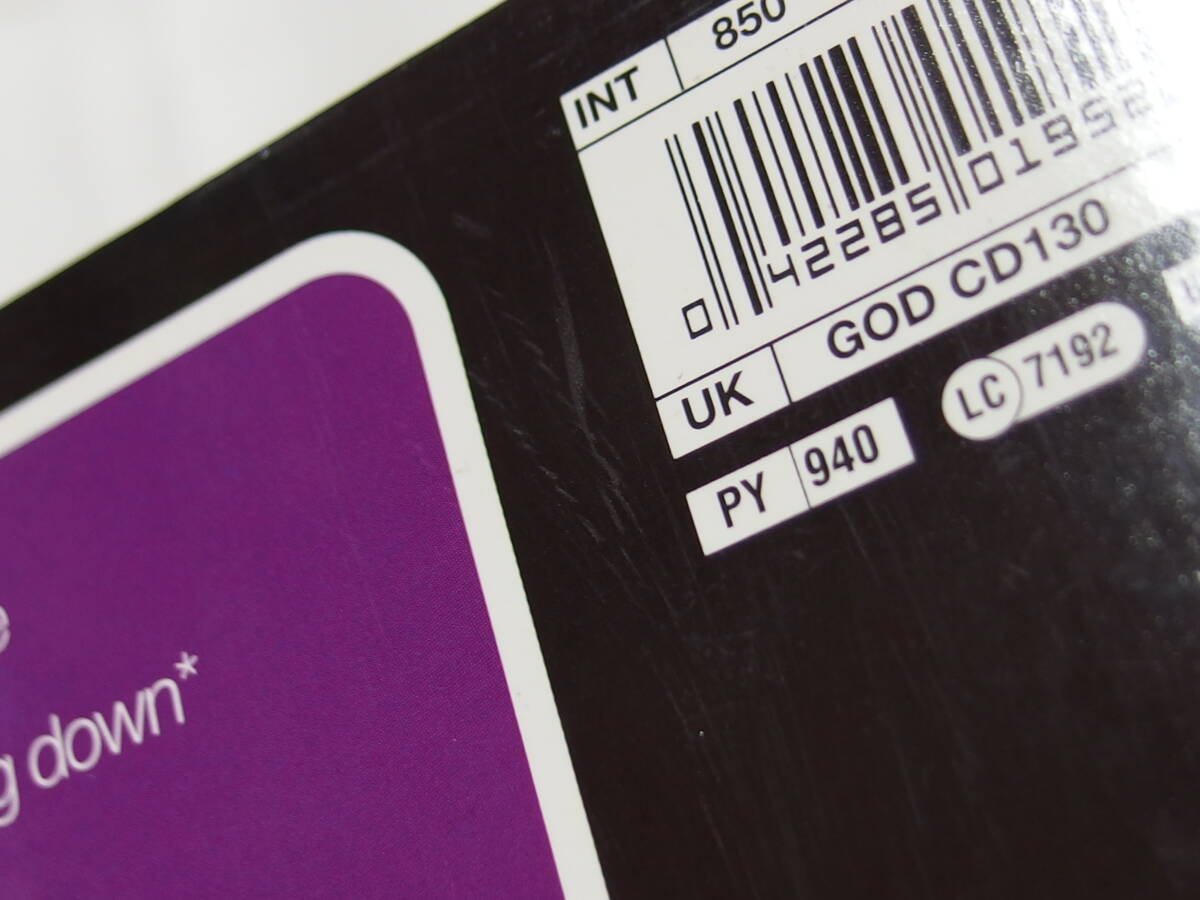 INT 850
0 42285 01952
UK GOD CD130
PY 940
LC 7192
g down*